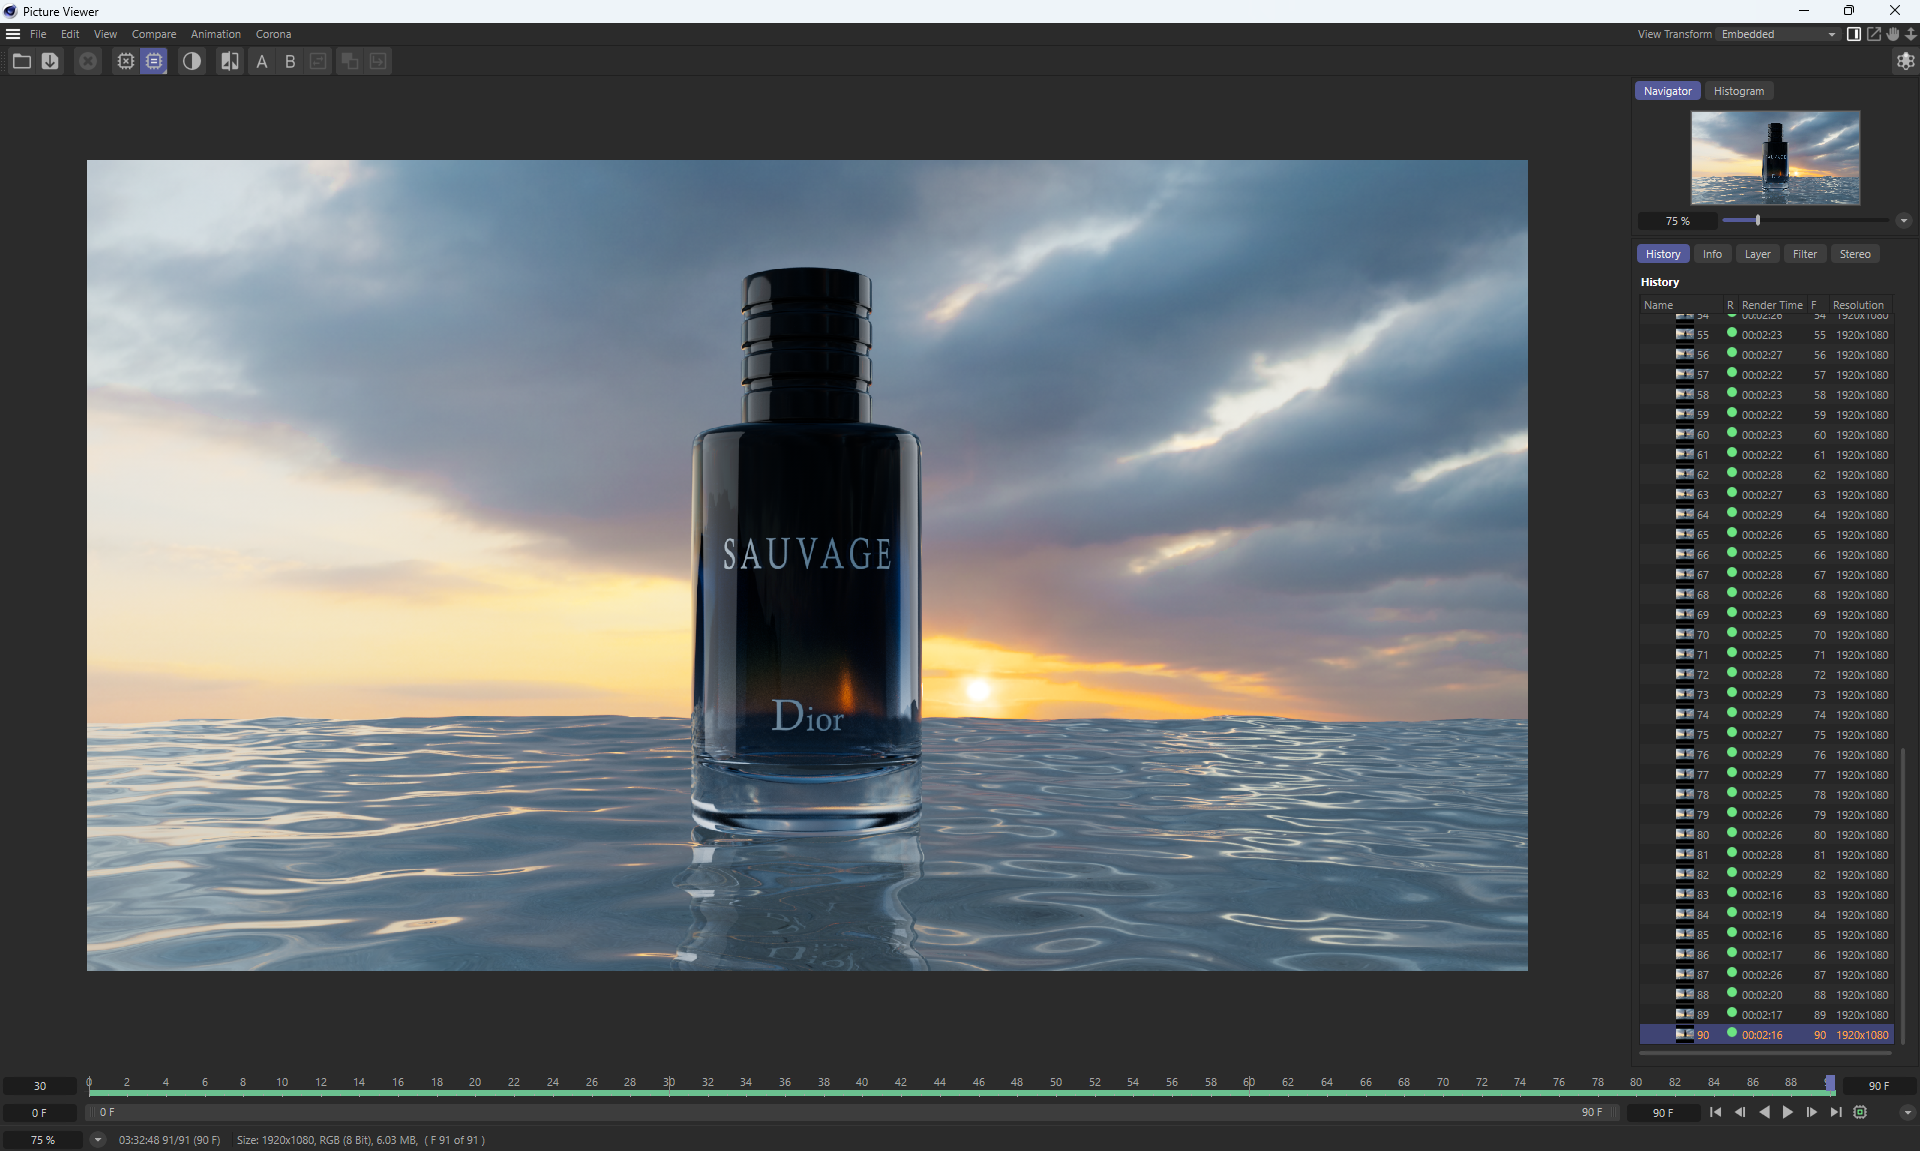 Picture Viewer
File Edit View Compare Animation Corona
View Transform Embedded
A B
Navigator Histogram
75 %
History Info Layer Filter Stereo
History
Name R Render Time F Resolution
54 00:02:26 54 1920x1080
55 00:02:23 55 1920x1080
56 00:02:27 56 1920x1080
57 00:02:22 57 1920x1080
58 00:02:23 58 1920x1080
59 00:02:22 59 1920x1080
60 00:02:23 60 1920x1080
61 00:02:22 61 1920x1080
62 00:02:28 62 1920x1080
63 00:02:27 63 1920x1080
64 00:02:29 64 1920x1080
65 00:02:26 65 1920x1080
66 00:02:25 66 1920x1080
67 00:02:28 67 1920x1080
68 00:02:26 68 1920x1080
69 00:02:23 69 1920x1080
70 00:02:25 70 1920x1080
71 00:02:25 71 1920x1080
72 00:02:28 72 1920x1080
73 00:02:29 73 1920x1080
74 00:02:29 74 1920x1080
75 00:02:27 75 1920x1080
76 00:02:29 76 1920x1080
77 00:02:29 77 1920x1080
78 00:02:25 78 1920x1080
79 00:02:26 79 1920x1080
80 00:02:26 80 1920x1080
81 00:02:28 81 1920x1080
82 00:02:29 82 1920x1080
83 00:02:16 83 1920x1080
84 00:02:19 84 1920x1080
85 00:02:16 85 1920x1080
86 00:02:17 86 1920x1080
87 00:02:26 87 1920x1080
88 00:02:20 88 1920x1080
89 00:02:17 89 1920x1080
90 00:02:16 90 1920x1080
SAUVAGE
Dior
30 0 2 4 6 8 10 12 14 16 18 20 22 24 26 28 30 32 34 36 38 40 42 44 46 48 50 52 54 56 58 60 62 64 66 68 70 72 74 76 78 80 82 84 86 88 90 F
0 F 0 F 90 F 90 F
75 % 03:32:48 91/91 (90 F) Size: 1920x1080, RGB (8 Bit), 6.03 MB, ( F 91 of 91 )